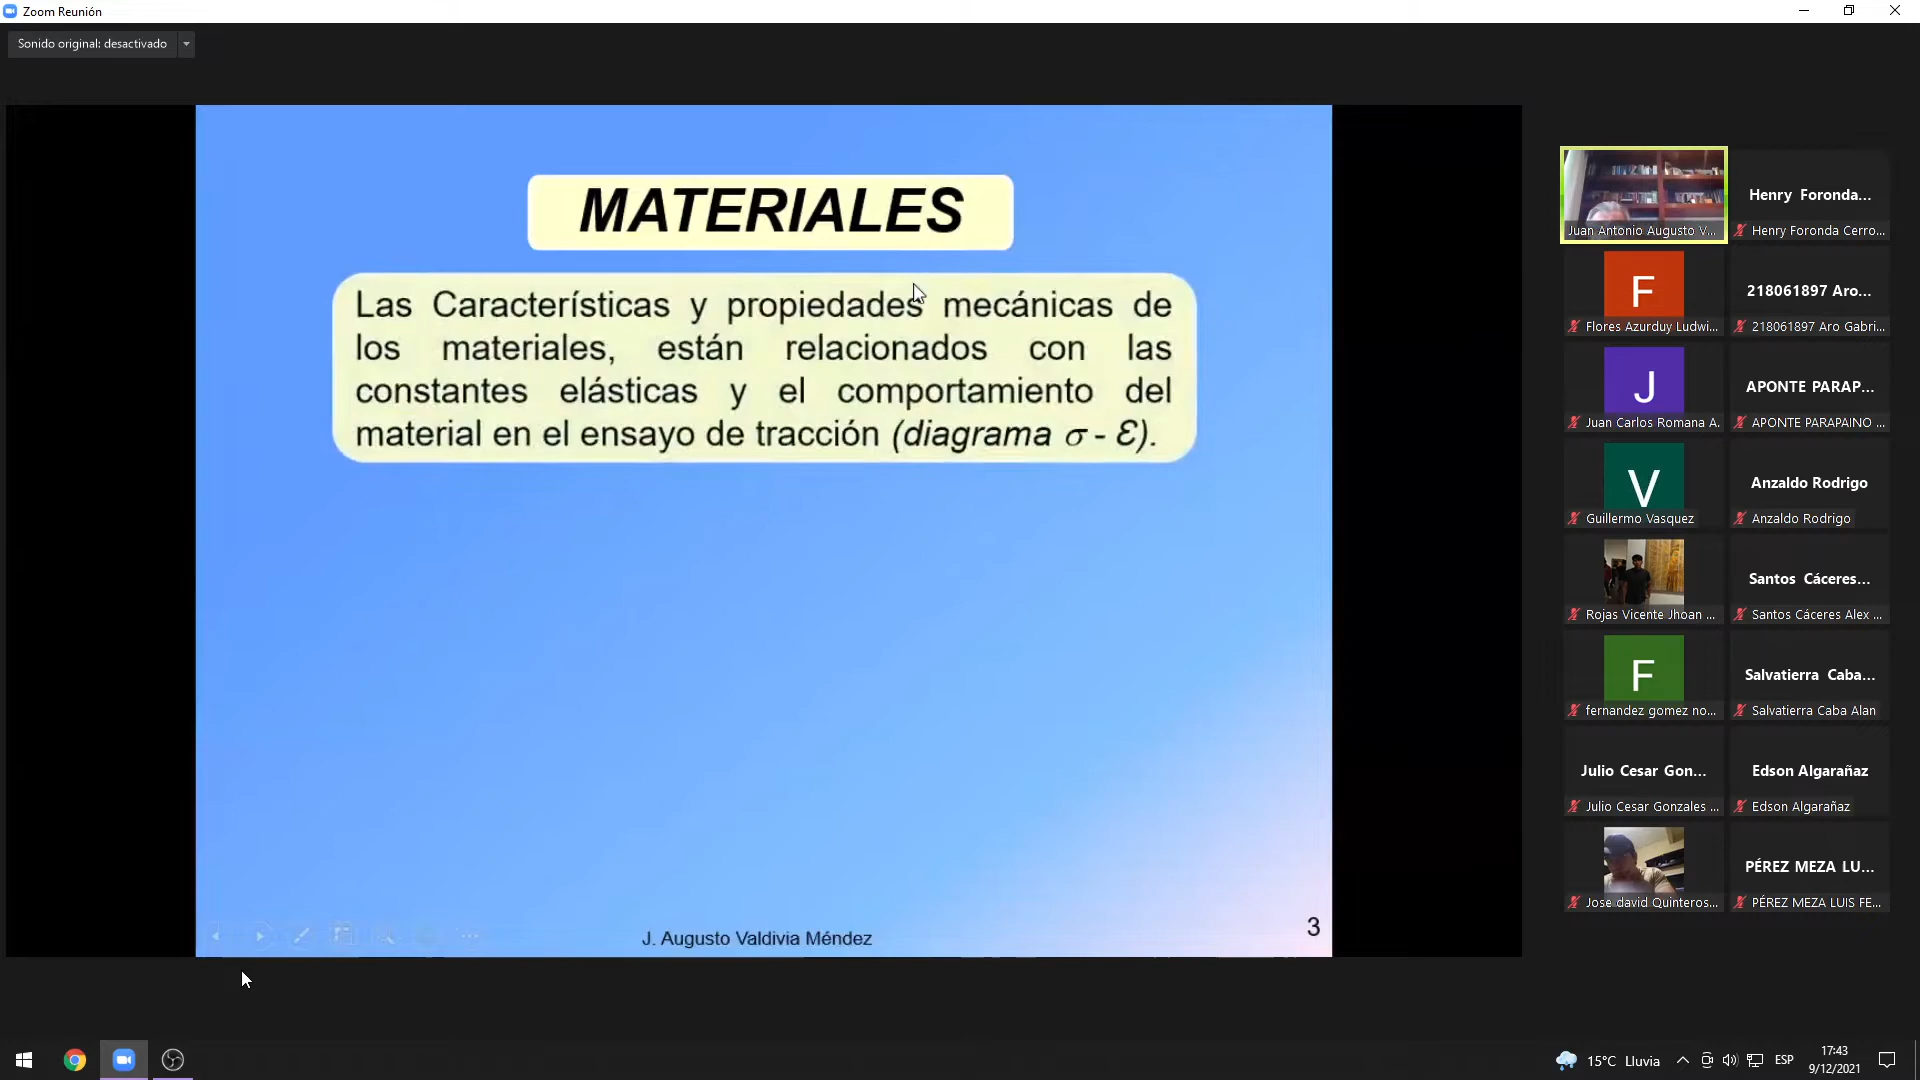 Zoom Reunión
Sonido original: desactivado
MATERIALES
Las Características y propiedades mecánicas de
los materiales, están relacionados con las
constantes elásticas y el comportamiento del
material en el ensayo de tracción (diagrama σ - Ɛ).
J. Augusto Valdivia Méndez
3
Juan Antonio Augusto V...
Henry Foronda...
Henry Foronda Cerro...
F
Flores Azurduy Ludwi...
218061897 Aro...
218061897 Aro Gabri...
J
Juan Carlos Romana A.
APONTE PARAP...
APONTE PARAPAINO ...
V
Guillermo Vasquez
Anzaldo Rodrigo
Anzaldo Rodrigo
Rojas Vicente Jhoan ...
Santos Cáceres...
Santos Cáceres Alex ...
F
fernandez gomez no...
Salvatierra Caba...
Salvatierra Caba Alan
Julio Cesar Gon...
Julio Cesar Gonzales ...
Edson Algarañaz
Edson Algarañaz
Jose david Quinteros...
PÉREZ MEZA LU...
PÉREZ MEZA LUIS FE...
15°C Lluvia
ESP
17:43
9/12/2021